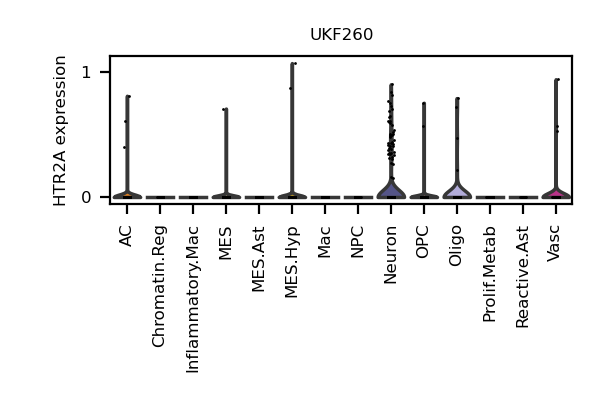 UKF260
HTR2A expression
1
0
AC
Chromatin.Reg
Inflammatory.Mac
MES
MES.Ast
MES.Hyp
Mac
NPC
Neuron
OPC
Oligo
Prolif.Metab
Reactive.Ast
Vasc